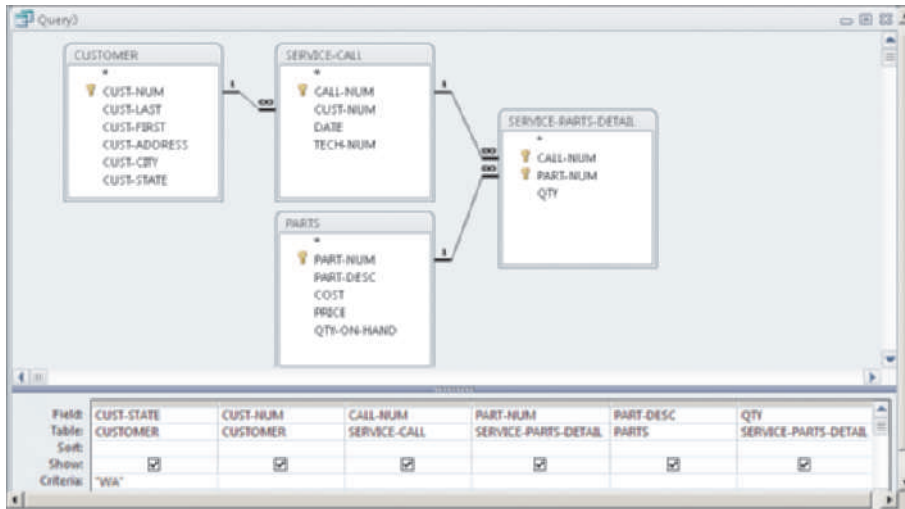 Query3
CUSTOMER
*
CUST-NUM
CUST-LAST
CUST-FIRST
CUST-ADDRESS
CUST-CITY
CUST-STATE
1
∞
SERVICE-CALL
*
CALL-NUM
CUST-NUM
DATE
TECH-NUM
1
∞
SERVICE-PARTS-DETAIL
*
CALL-NUM
PART-NUM
QTY
∞
PARTS
*
PART-NUM
PART-DESC
COST
PRICE
QTY-ON-HAND
1
Field: CUST-STATE CUST-NUM CALL-NUM PART-NUM PART-DESC QTY
Table: CUSTOMER CUSTOMER SERVICE-CALL SERVICE-PARTS-DETAIL PARTS SERVICE-PARTS-DETAIL
Sort:
Show:
Criteria: "WA"